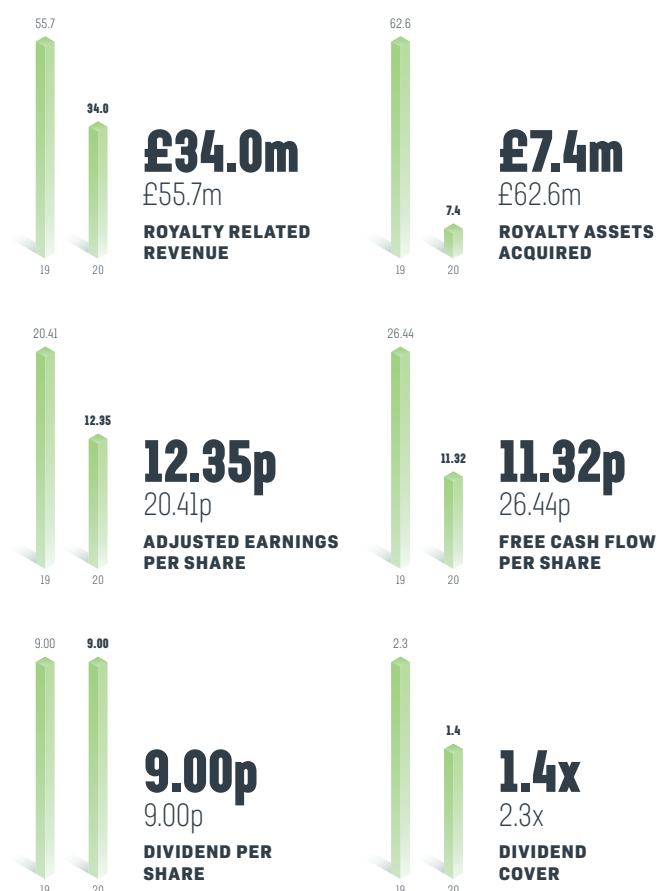 55.7
34.0
£34.0m
£55.7m
ROYALTY RELATED
REVENUE
19
20
62.6
7.4
£7.4m
£62.6m
ROYALTY ASSETS
ACQUIRED
19
20
20.41
12.35
12.35p
20.41p
ADJUSTED EARNINGS
PER SHARE
19
20
26.44
11.32
11.32p
26.44p
FREE CASH FLOW
PER SHARE
19
20
9.00
9.00
9.00p
9.00p
DIVIDEND PER
SHARE
19
20
2.3
1.4
1.4x
2.3x
DIVIDEND
COVER
19
20